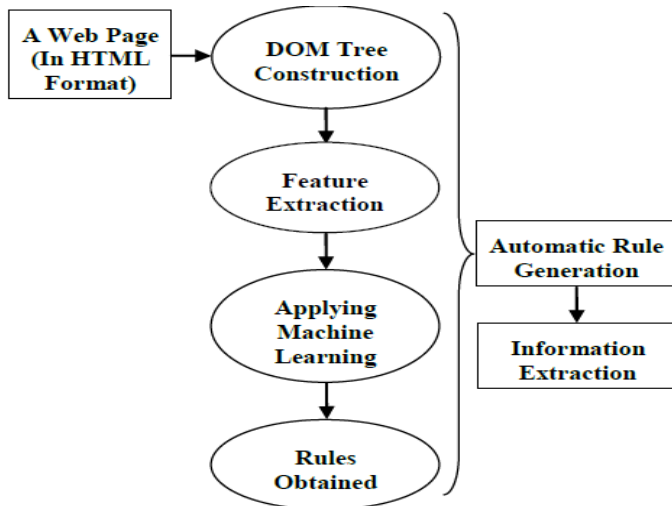 A Web Page
(In HTML
Format)
DOM Tree
Construction
Feature
Extraction
Applying
Machine
Learning
Rules
Obtained
Automatic Rule
Generation
Information
Extraction